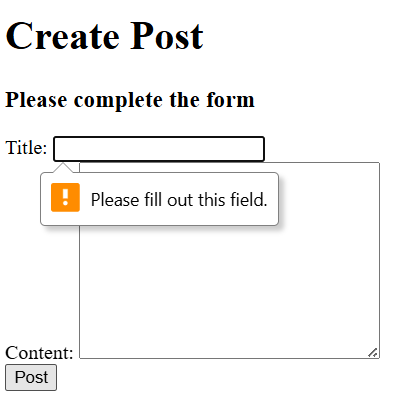 Create Post
Please complete the form
Title:
Please fill out this field.
Content:
Post